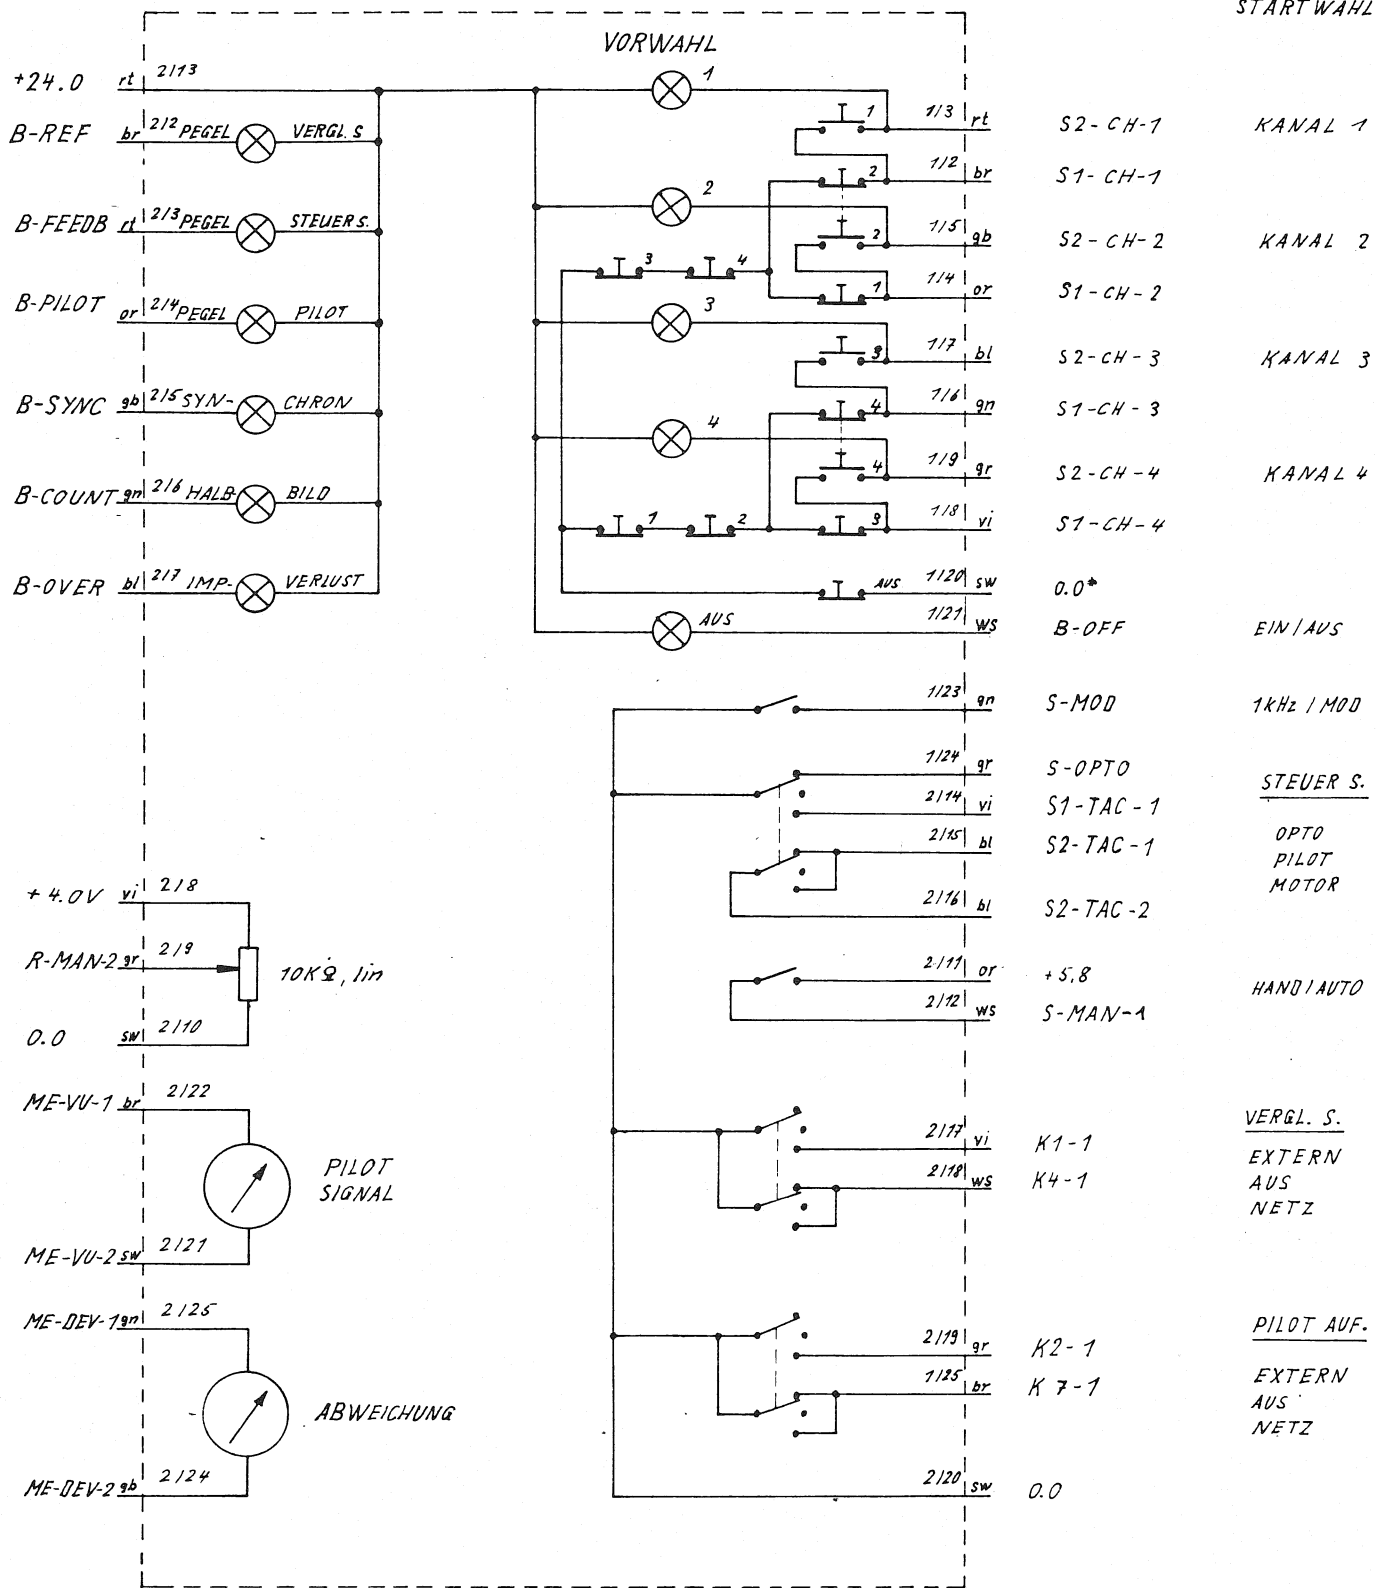 STARTWAHL
VORWAHL
+24.0 rt 2/13
B-REF br 2/2 PEGEL VERGL. S
B-FEEDB rt 2/3 PEGEL STEUER S.
B-PILOT or 2/4 PEGEL PILOT
B-SYNC gb 2/5 SYN- CHRON
B-COUNT gn 2/6 HALB- BILD
B-OVER bl 2/7 IMP- VERLUST
1
1 1/3 rt S2-CH-1 KANAL 1
2 1/2 br S1-CH-1
2
2 1/5 gb S2-CH-2 KANAL 2
3 4
1 1/4 or S1-CH-2
3
3 1/7 bl S2-CH-3 KANAL 3
4 1/6 gn S1-CH-3
4
4 1/9 gr S2-CH-4 KANAL 4
1 2 3 1/8 vi S1-CH-4
AUS 1/20 sw 0.0*
AUS 1/21 ws B-OFF EIN/AUS
1/23 gn S-MOD 1kHz/MOD
1/24 gr S-OPTO
STEUER S.
2/14 vi S1-TAC-1
2/15 bl S2-TAC-1
OPTO
PILOT
MOTOR
2/16 bl S2-TAC-2
+4.0V vi 2/8
R-MAN-2 gr 2/9
10KΩ, lin
0.0 sw 2/10
2/11 or +5,8
HAND/AUTO
2/12 ws S-MAN-1
ME-VU-1 br 2/22
PILOT
SIGNAL
ME-VU-2 sw 2/21
VERGL. S.
2/17 vi K1-1
EXTERN
2/18 ws K4-1
AUS
NETZ
ME-DEV-1 gn 2/25
ABWEICHUNG
ME-DEV-2 gb 2/24
PILOT AUF.
2/19 gr K2-1
EXTERN
1/25 br K7-1
AUS
NETZ
2/20 sw 0.0